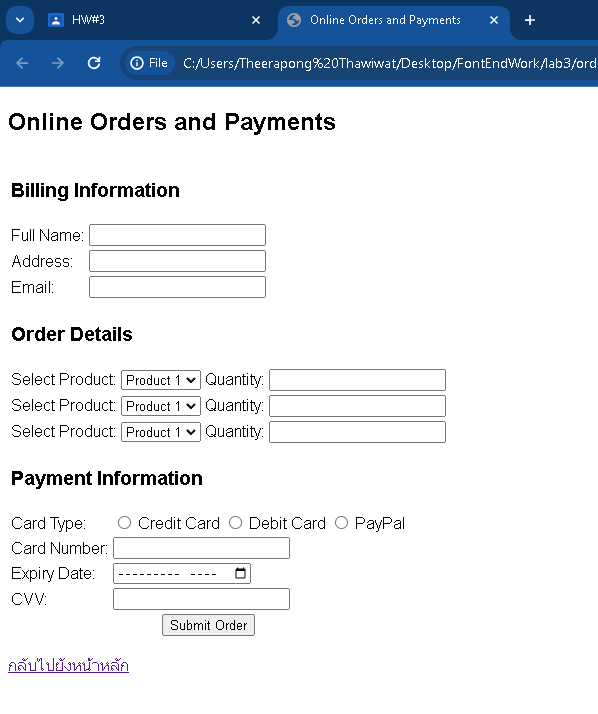 HW#3
Online Orders and Payments
File C:/Users/Theerapong%20Thawiwat/Desktop/FontEndWork/lab3/ord
Online Orders and Payments
Billing Information
Full Name:
Address:
Email:
Order Details
Select Product: Product 1 Quantity:
Select Product: Product 1 Quantity:
Select Product: Product 1 Quantity:
Payment Information
Card Type: Credit Card Debit Card PayPal
Card Number:
Expiry Date: --------- ----
CVV:
Submit Order
กลับไปยังหน้าหลัก